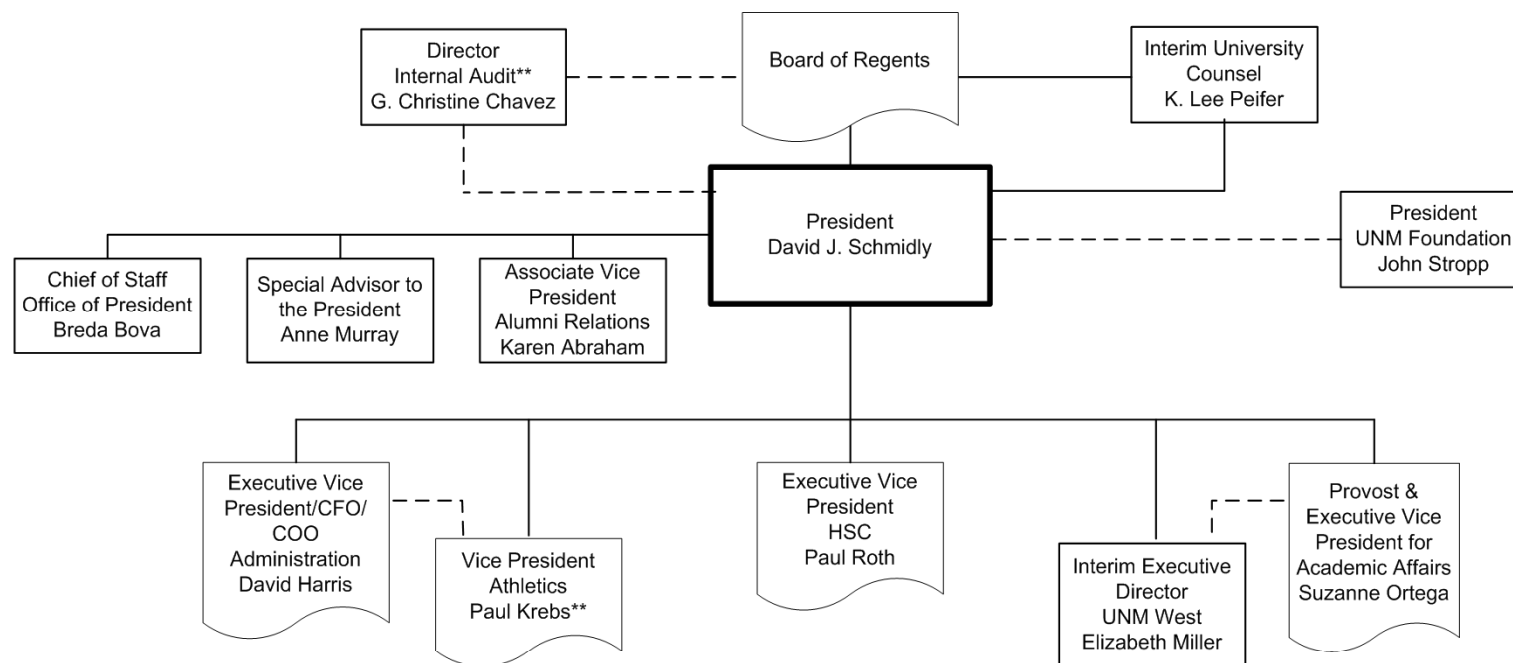 Director
Internal Audit**
G. Christine Chavez
Board of Regents
Interim University
Counsel
K. Lee Peifer
President
David J. Schmidly
President
UNM Foundation
John Stropp
Chief of Staff
Office of President
Breda Bova
Special Advisor to
the President
Anne Murray
Associate Vice
President
Alumni Relations
Karen Abraham
Executive Vice
President/CFO/
COO
Administration
David Harris
Vice President
Athletics
Paul Krebs**
Executive Vice
President
HSC
Paul Roth
Interim Executive
Director
UNM West
Elizabeth Miller
Provost &
Executive Vice
President for
Academic Affairs
Suzanne Ortega